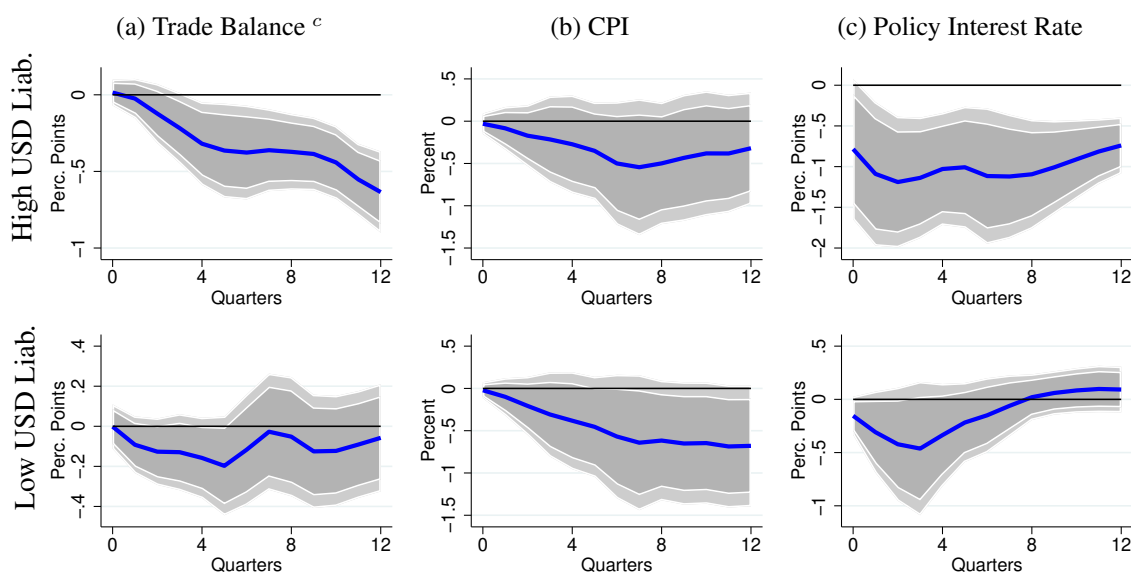 (a) Trade Balance c
(b) CPI
(c) Policy Interest Rate
High USD Liab.
Perc. Points
0
-.5
-1
0 4 8 12
Quarters
Percent
.5
0
-.5
-1
-1.5
0 4 8 12
Quarters
Perc. Points
0
-.5
-1
-1.5
-2
0 4 8 12
Quarters
Low USD Liab.
Perc. Points
.4
.2
0
-.2
-.4
0 4 8 12
Quarters
Percent
.5
0
-.5
-1
-1.5
0 4 8 12
Quarters
Perc. Points
.5
0
-.5
-1
0 4 8 12
Quarters